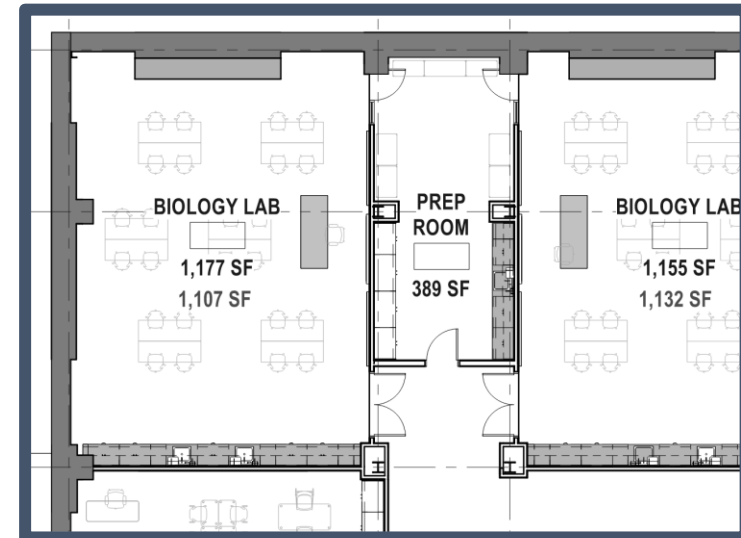 BIOLOGY LAB
1,177 SF
1,107 SF
PREP
ROOM
389 SF
BIOLOGY LAB
1,155 SF
1,132 SF